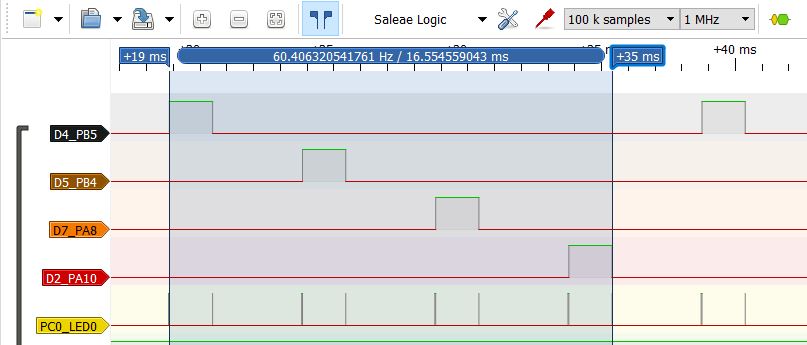 Saleae Logic 100 k samples 1 MHz
+19 ms 60.406320541761 Hz / 16.554559043 ms +35 ms +40 ms
D4_PB5
D5_PB4
D7_PA8
D2_PA10
PC0_LED0